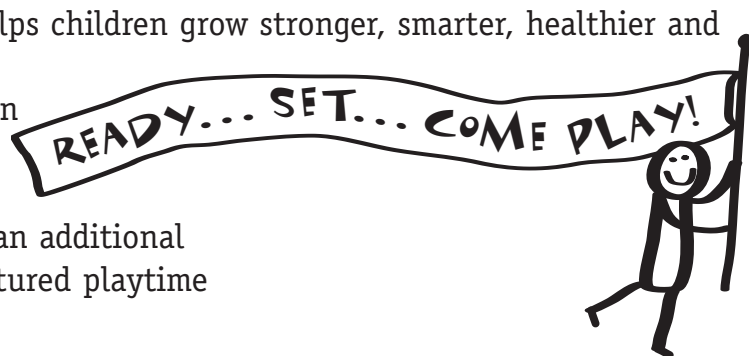 lps children grow stronger, smarter, healthier and
n
READY... SET... COME PLAY!
an additional
tured playtime